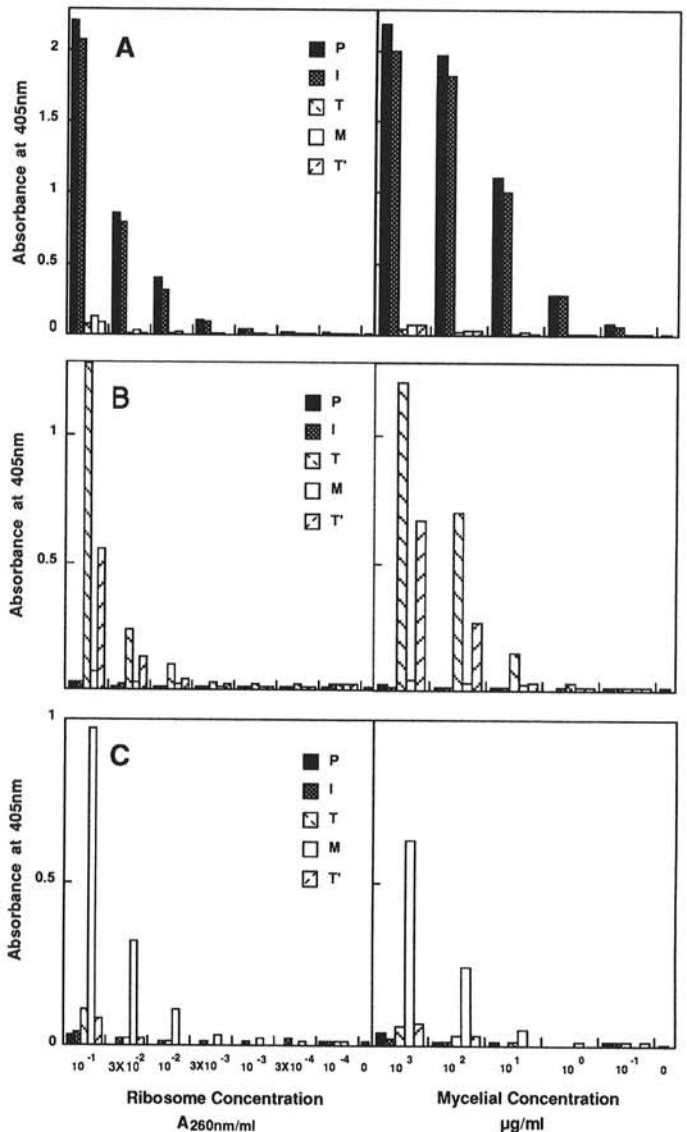 A
P
I
T
M
T'
2
1.5
1
0.5
0
Absorbance at 405nm
B
P
I
T
M
T'
1
0.5
Absorbance at 405nm
C
P
I
T
M
T'
1
0.5
0
Absorbance at 405nm
10⁻¹ 3X10⁻² 10⁻² 3X10⁻³ 10⁻³ 3X10⁻⁴ 10⁻⁴ 0
10³ 10² 10¹ 10⁰ 10⁻¹ 0
Ribosome Concentration
A260nm/ml
Mycelial Concentration
µg/ml